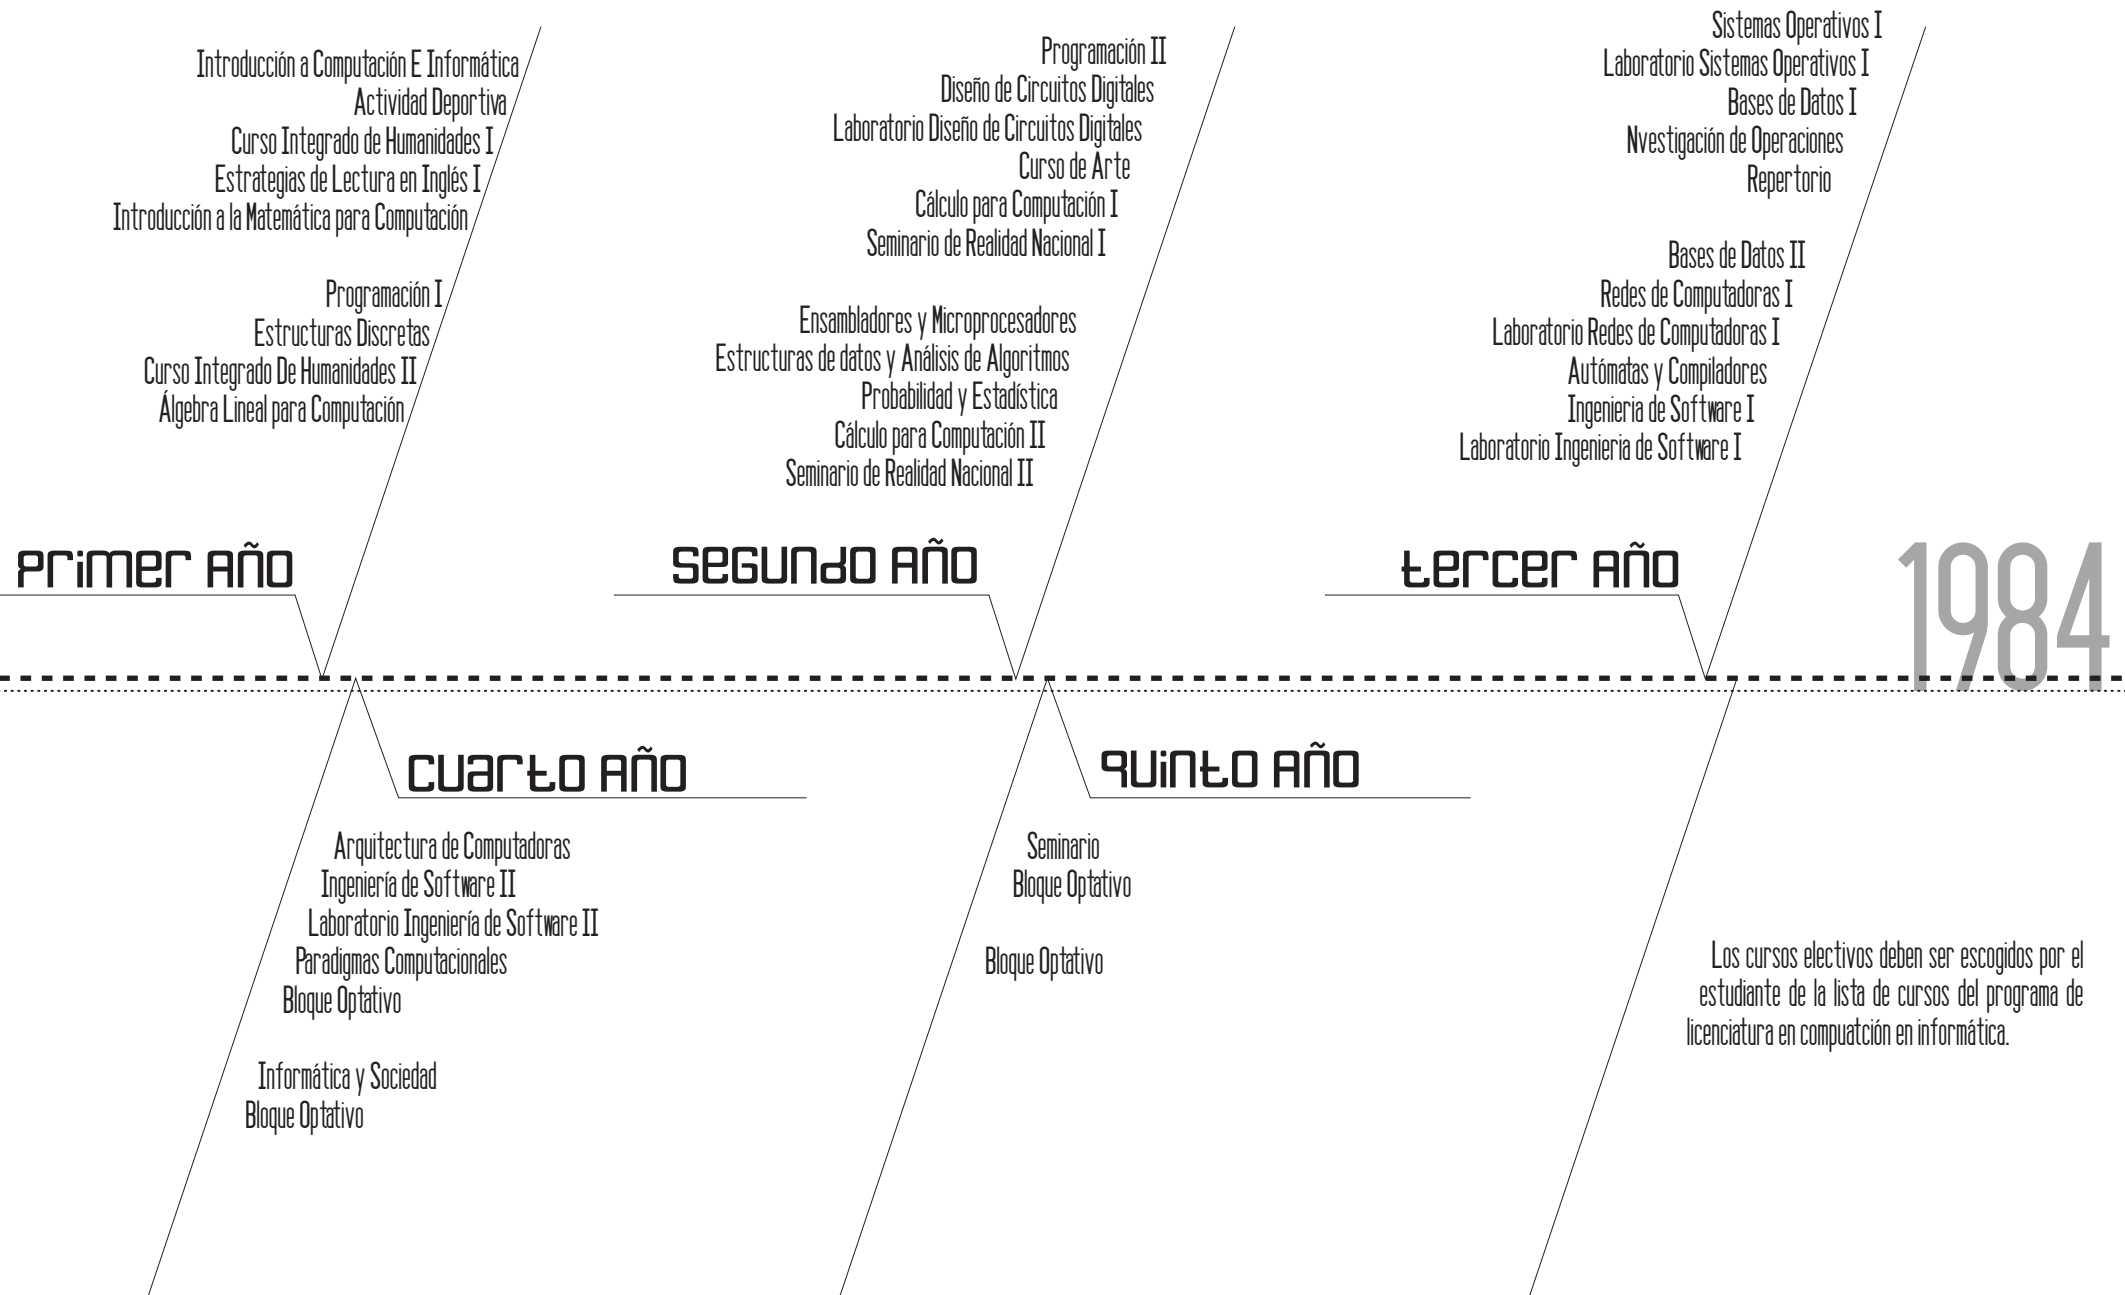 Introducción a Computación E Informática
Actividad Deportiva
Curso Integrado de Humanidades I
Estrategias de Lectura en Inglés I
Introducción a la Matemática para Computación
Programación I
Estructuras Discretas
Curso Integrado De Humanidades II
Álgebra Lineal para Computación
Primer Año
Programación II
Diseño de Circuitos Digitales
Laboratorio Diseño de Circuitos Digitales
Curso de Arte
Cálculo para Computación I
Seminario de Realidad Nacional I
Ensambladores y Microprocesadores
Estructuras de datos y Análisis de Algoritmos
Probabilidad y Estadística
Cálculo para Computación II
Seminario de Realidad Nacional II
Segundo Año
Sistemas Operativos I
Laboratorio Sistemas Operativos I
Bases de Datos I
Nvestigación de Operaciones
Repertorio
Bases de Datos II
Redes de Computadoras I
Laboratorio Redes de Computadoras I
Autómatas y Compiladores
Ingenieria de Software I
Laboratorio Ingenieria de Software I
tercer Año
1984
cuarto Año
Arquitectura de Computadoras
Ingeniería de Software II
Laboratorio Ingeniería de Software II
Paradigmas Computacionales
Bloque Optativo
Informática y Sociedad
Bloque Optativo
quinto Año
Seminario
Bloque Optativo
Bloque Optativo
Los cursos electivos deben ser escogidos por el
estudiante de la lista de cursos del programa de
licenciatura en compuatción en informática.